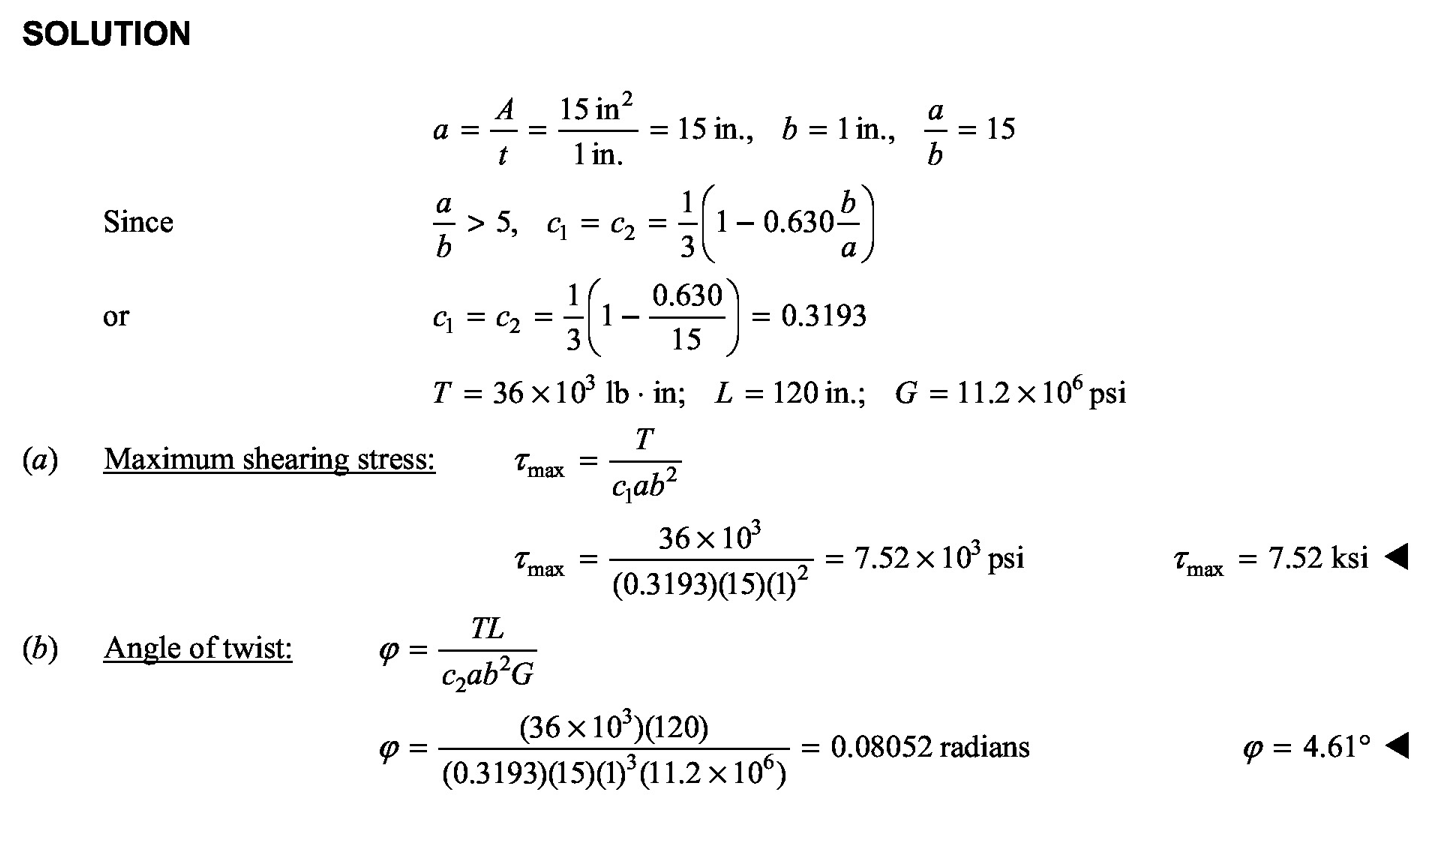 SOLUTION
a = A/t = 15 in²/1 in. = 15 in., b = 1 in., a/b = 15
Since a/b > 5, c₁ = c₂ = 1/3(1 − 0.630 b/a)
or c₁ = c₂ = 1/3(1 − 0.630/15) = 0.3193
T = 36 × 10³ lb · in; L = 120 in.; G = 11.2 × 10⁶ psi
(a) Maximum shearing stress: τmax = T/c₁ab²
τmax = 36 × 10³/(0.3193)(15)(1)² = 7.52 × 10³ psi τmax = 7.52 ksi ◀
(b) Angle of twist: φ = TL/c₂ab²G
φ = (36 × 10³)(120)/(0.3193)(15)(1)³(11.2 × 10⁶) = 0.08052 radians φ = 4.61° ◀